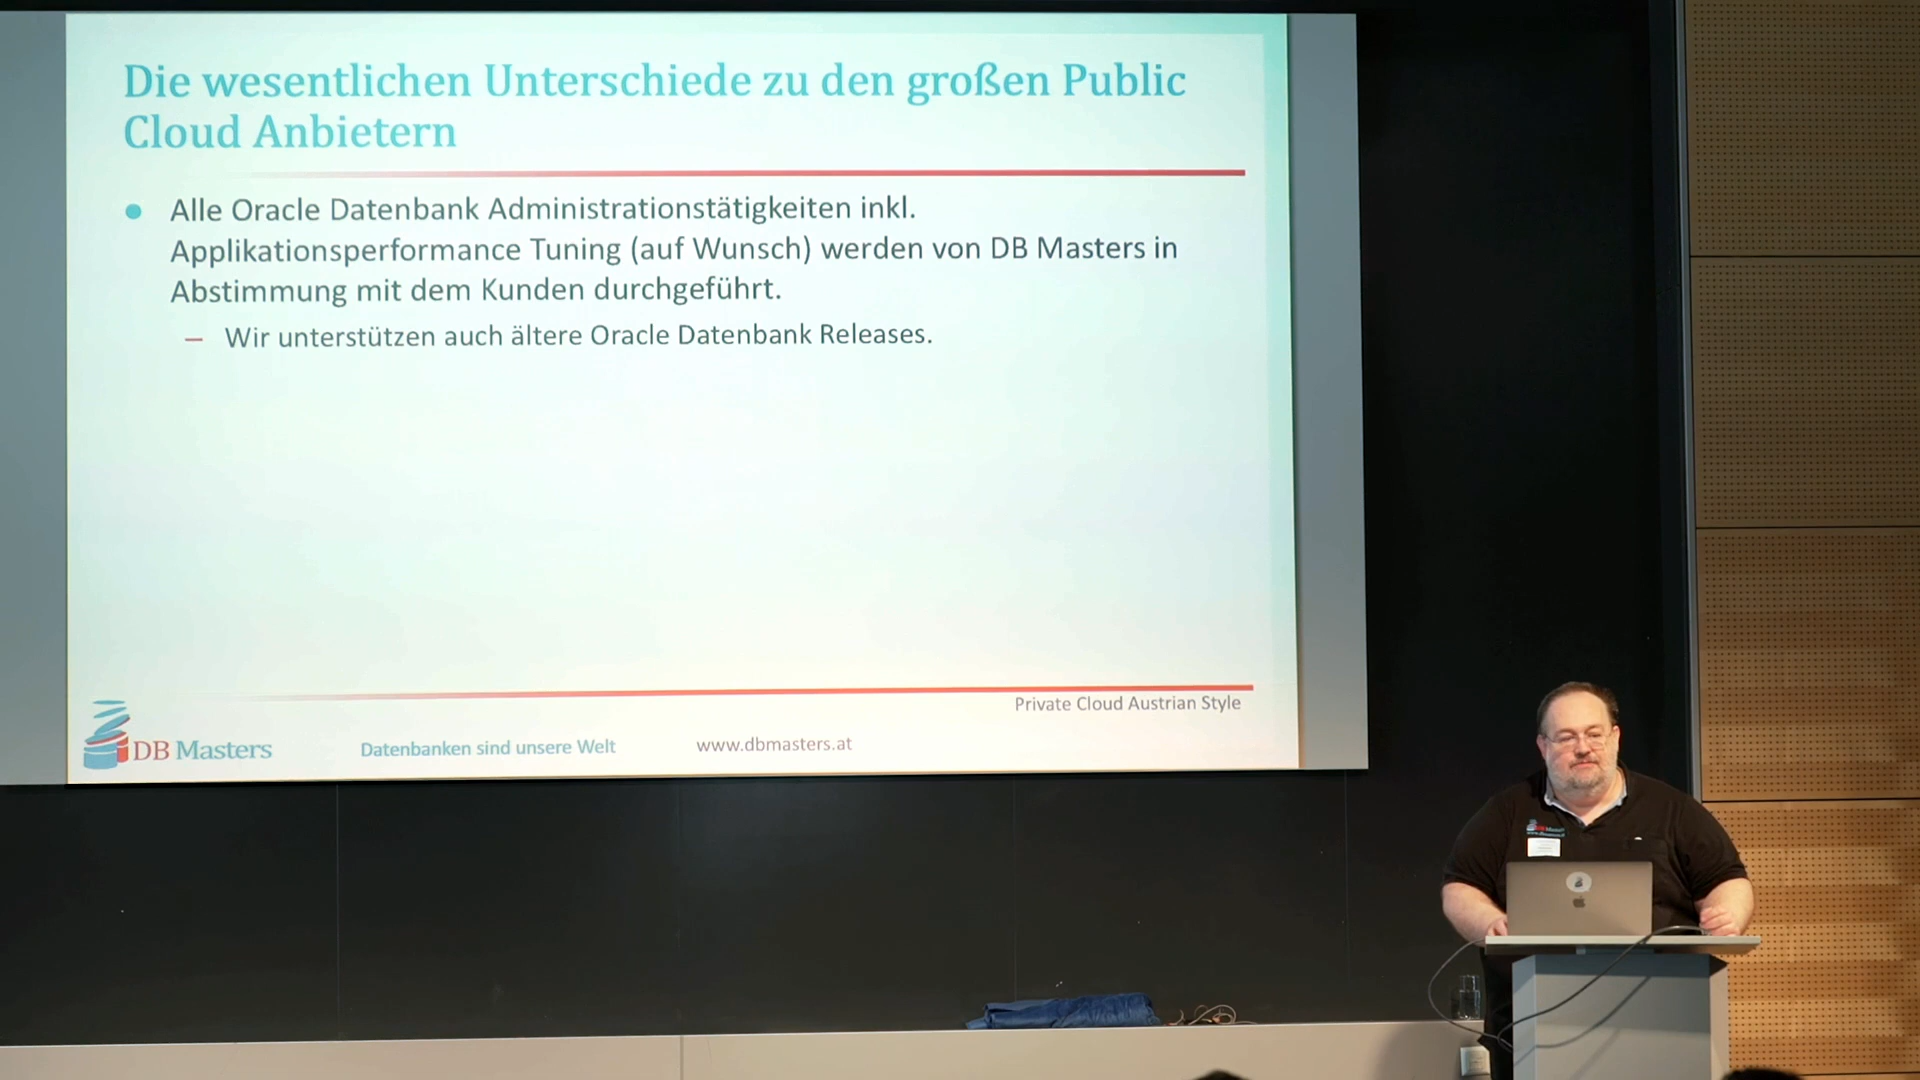 Die wesentlichen Unterschiede zu den großen Public
Cloud Anbietern
Alle Oracle Datenbank Administrationstätigkeiten inkl.
Applikationsperformance Tuning (auf Wunsch) werden von DB Masters in
Abstimmung mit dem Kunden durchgeführt.
– Wir unterstützen auch ältere Oracle Datenbank Releases.
Private Cloud Austrian Style
DB Masters
Datenbanken sind unsere Welt
www.dbmasters.at
DB Masters